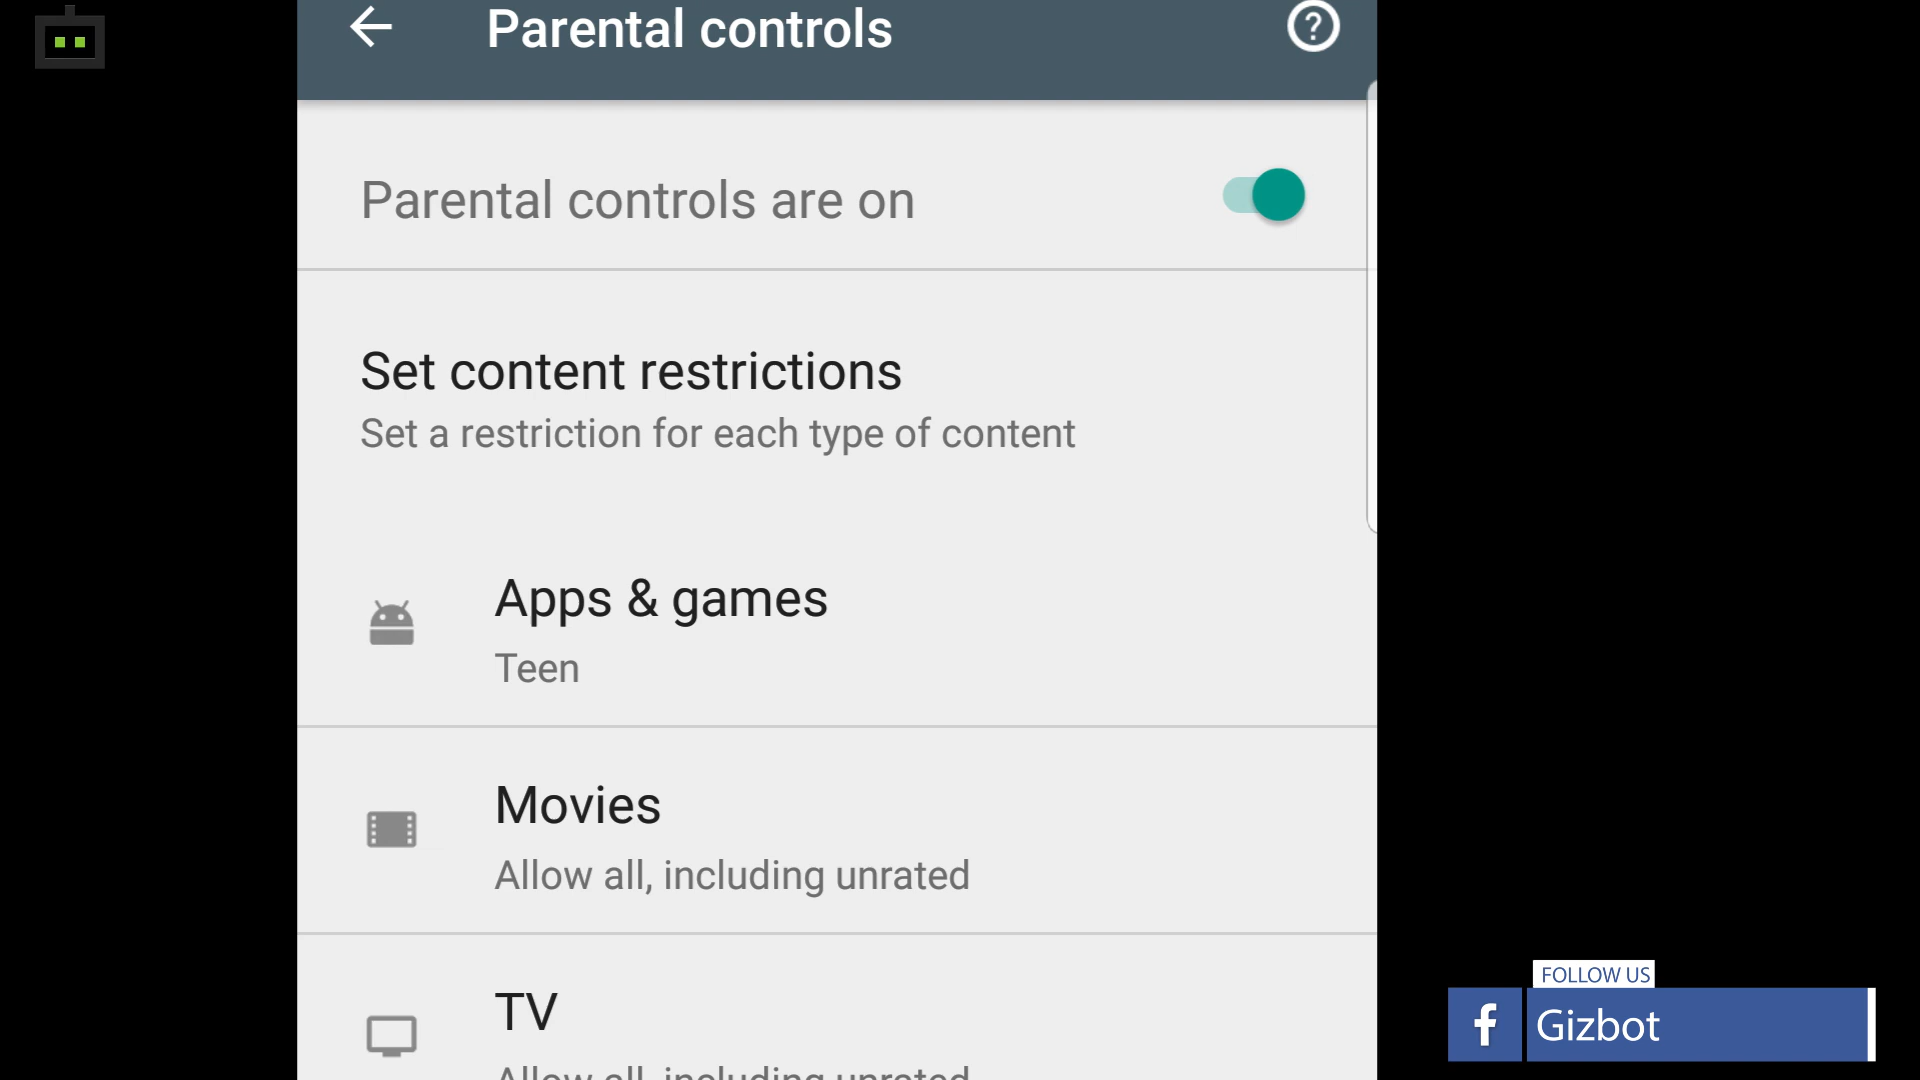 Parental controls
Parental controls are on
Set content restrictions
Set a restriction for each type of content
Apps & games
Teen
Movies
Allow all, including unrated
TV
Allow all, including unrated
FOLLOW US
f Gizbot